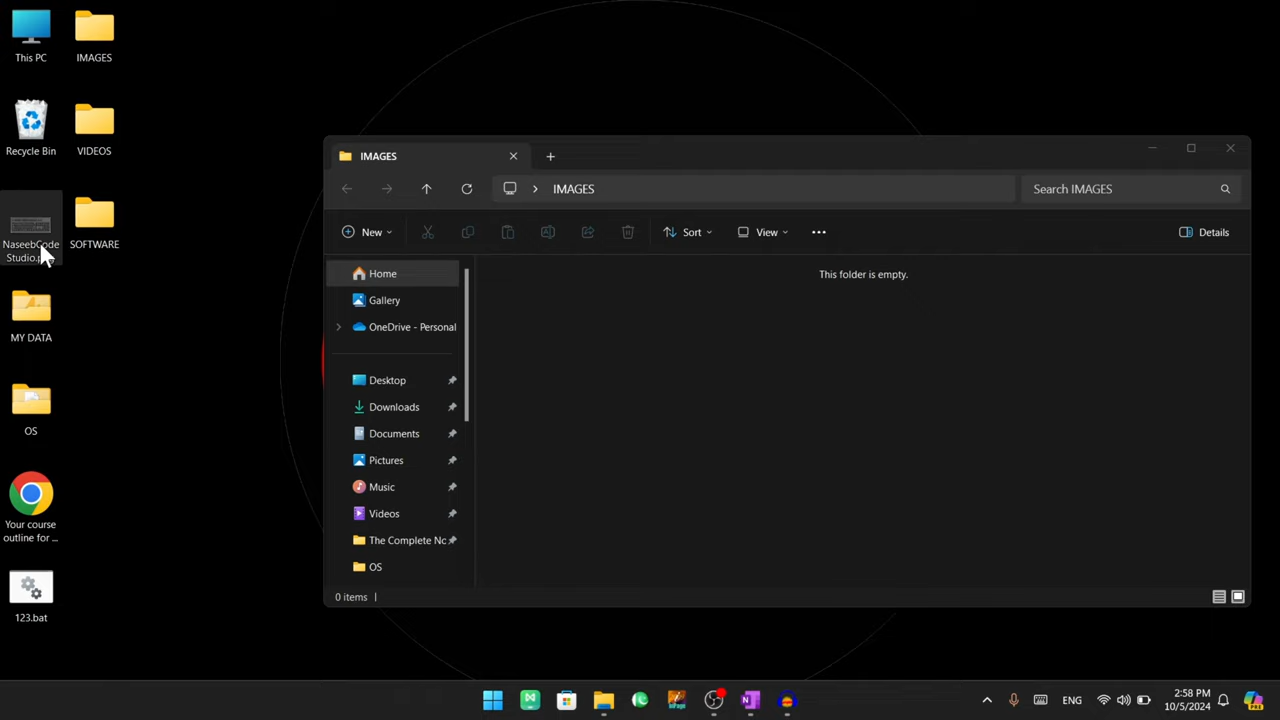 This PC
IMAGES
Recycle Bin
VIDEOS
NaseebCode
Studio.p
SOFTWARE
MY DATA
OS
Your course
outline for ...
123.bat
IMAGES
IMAGES
Search IMAGES
New
Sort
View
Details
Home
Gallery
OneDrive - Personal
Desktop
Downloads
Documents
Pictures
Music
Videos
The Complete Nc
OS
This folder is empty.
0 items
ENG
2:58 PM
10/5/2024